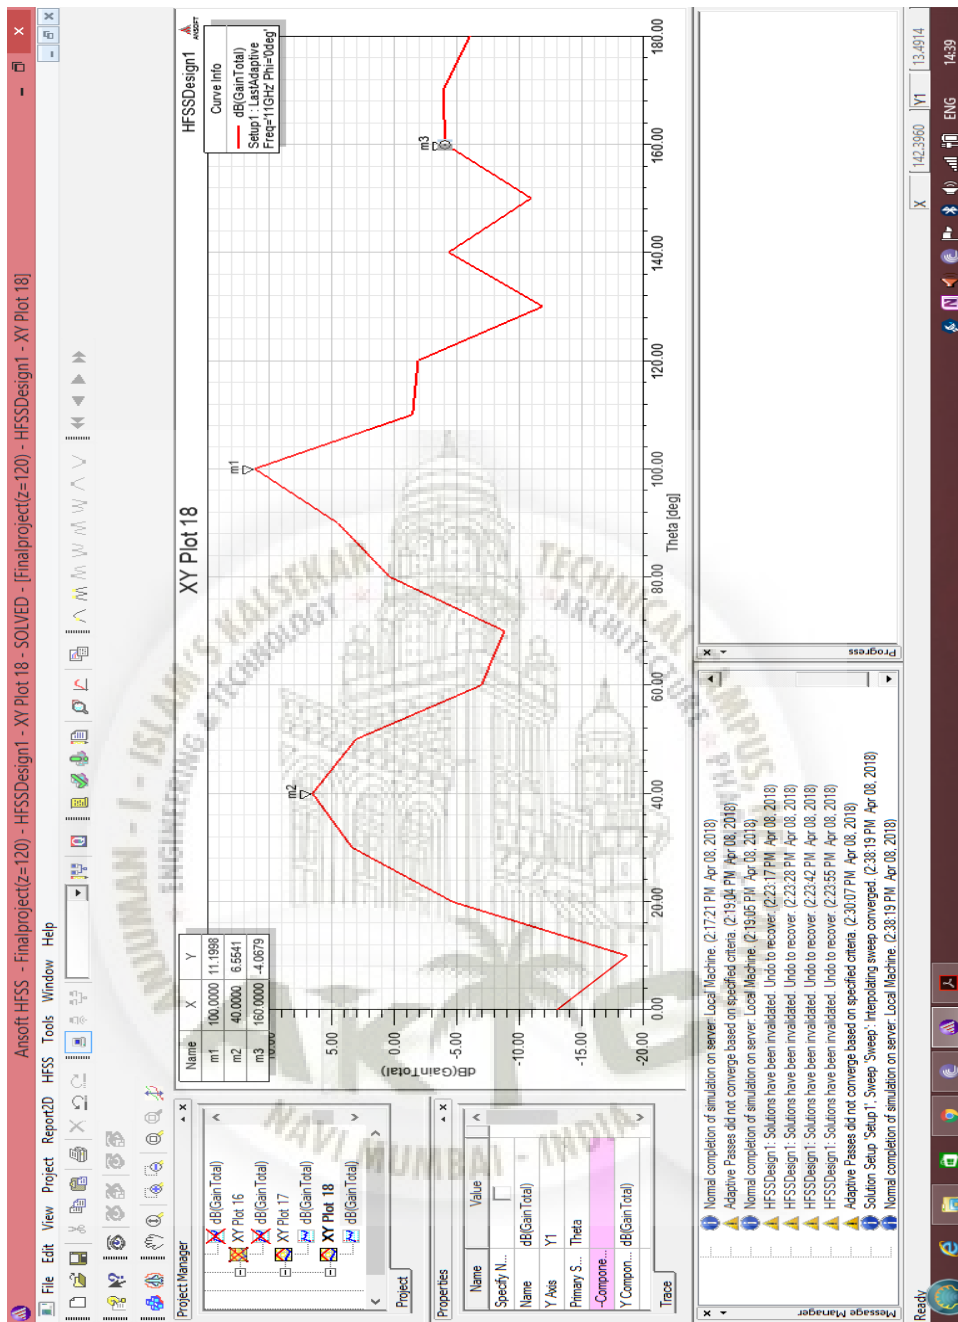 Ansoft HFSS - Finalproject(z=120) - HFSSDesign1 - XY Plot 18 - SOLVED - [Finalproject(z=120) - HFSSDesign1 - XY Plot 18]
File Edit View Project Report2D HFSS Tools Window Help
Project Manager
dB(GainTotal)
XY Plot 16
dB(GainTotal)
XY Plot 17
dB(GainTotal)
XY Plot 18
dB(GainTotal)
Project
Properties
Name Value
Specify N...
Name dB(GainTotal)
Y Axis Y1
Primary S... Theta
-Compone...
Y Compon... dB(GainTotal)
Trace
XY Plot 18
HFSSDesign1
ANSOFT
Name X Y
m1 100.0000 11.1998
m2 40.0000 6.5541
m3 160.0000 -4.0679
Curve Info
dB(GainTotal)
Setup1 : LastAdaptive
Freq='11GHz' Phi='0deg'
m1
m2
m3
dB(GainTotal)
5.00
0.00
-5.00
-10.00
-15.00
-20.00
0.00 20.00 40.00 60.00 80.00 100.00 120.00 140.00 160.00 180.00
Theta [deg]
ANJUMAN - I - ISLAM'S KALSEKAR TECHNICAL CAMPUS
ENGINEERING & TECHNOLOGY
ARCHITECTURE
AIKTC
NAVI MUMBAI - INDIA
Message Manager
Normal completion of simulation on server: Local Machine. (2:17:21 PM Apr 08, 2018)
Adaptive Passes did not converge based on specified criteria. (2:19:04 PM Apr 08, 2018)
Normal completion of simulation on server: Local Machine. (2:19:05 PM Apr 08, 2018)
HFSSDesign1: Solutions have been invalidated. Undo to recover. (2:23:17 PM Apr 08, 2018)
HFSSDesign1: Solutions have been invalidated. Undo to recover. (2:23:28 PM Apr 08, 2018)
HFSSDesign1: Solutions have been invalidated. Undo to recover. (2:23:42 PM Apr 08, 2018)
HFSSDesign1: Solutions have been invalidated. Undo to recover. (2:23:55 PM Apr 08, 2018)
Adaptive Passes did not converge based on specified criteria. (2:30:07 PM Apr 08, 2018)
Solution Setup 'Setup1': Sweep 'Sweep': Interpolating sweep converged. (2:38:19 PM Apr 08, 2018)
Normal completion of simulation on server: Local Machine. (2:38:19 PM Apr 08, 2018)
Progress
Ready
X 142.3960 Y1 13.4914
ENG 14:39